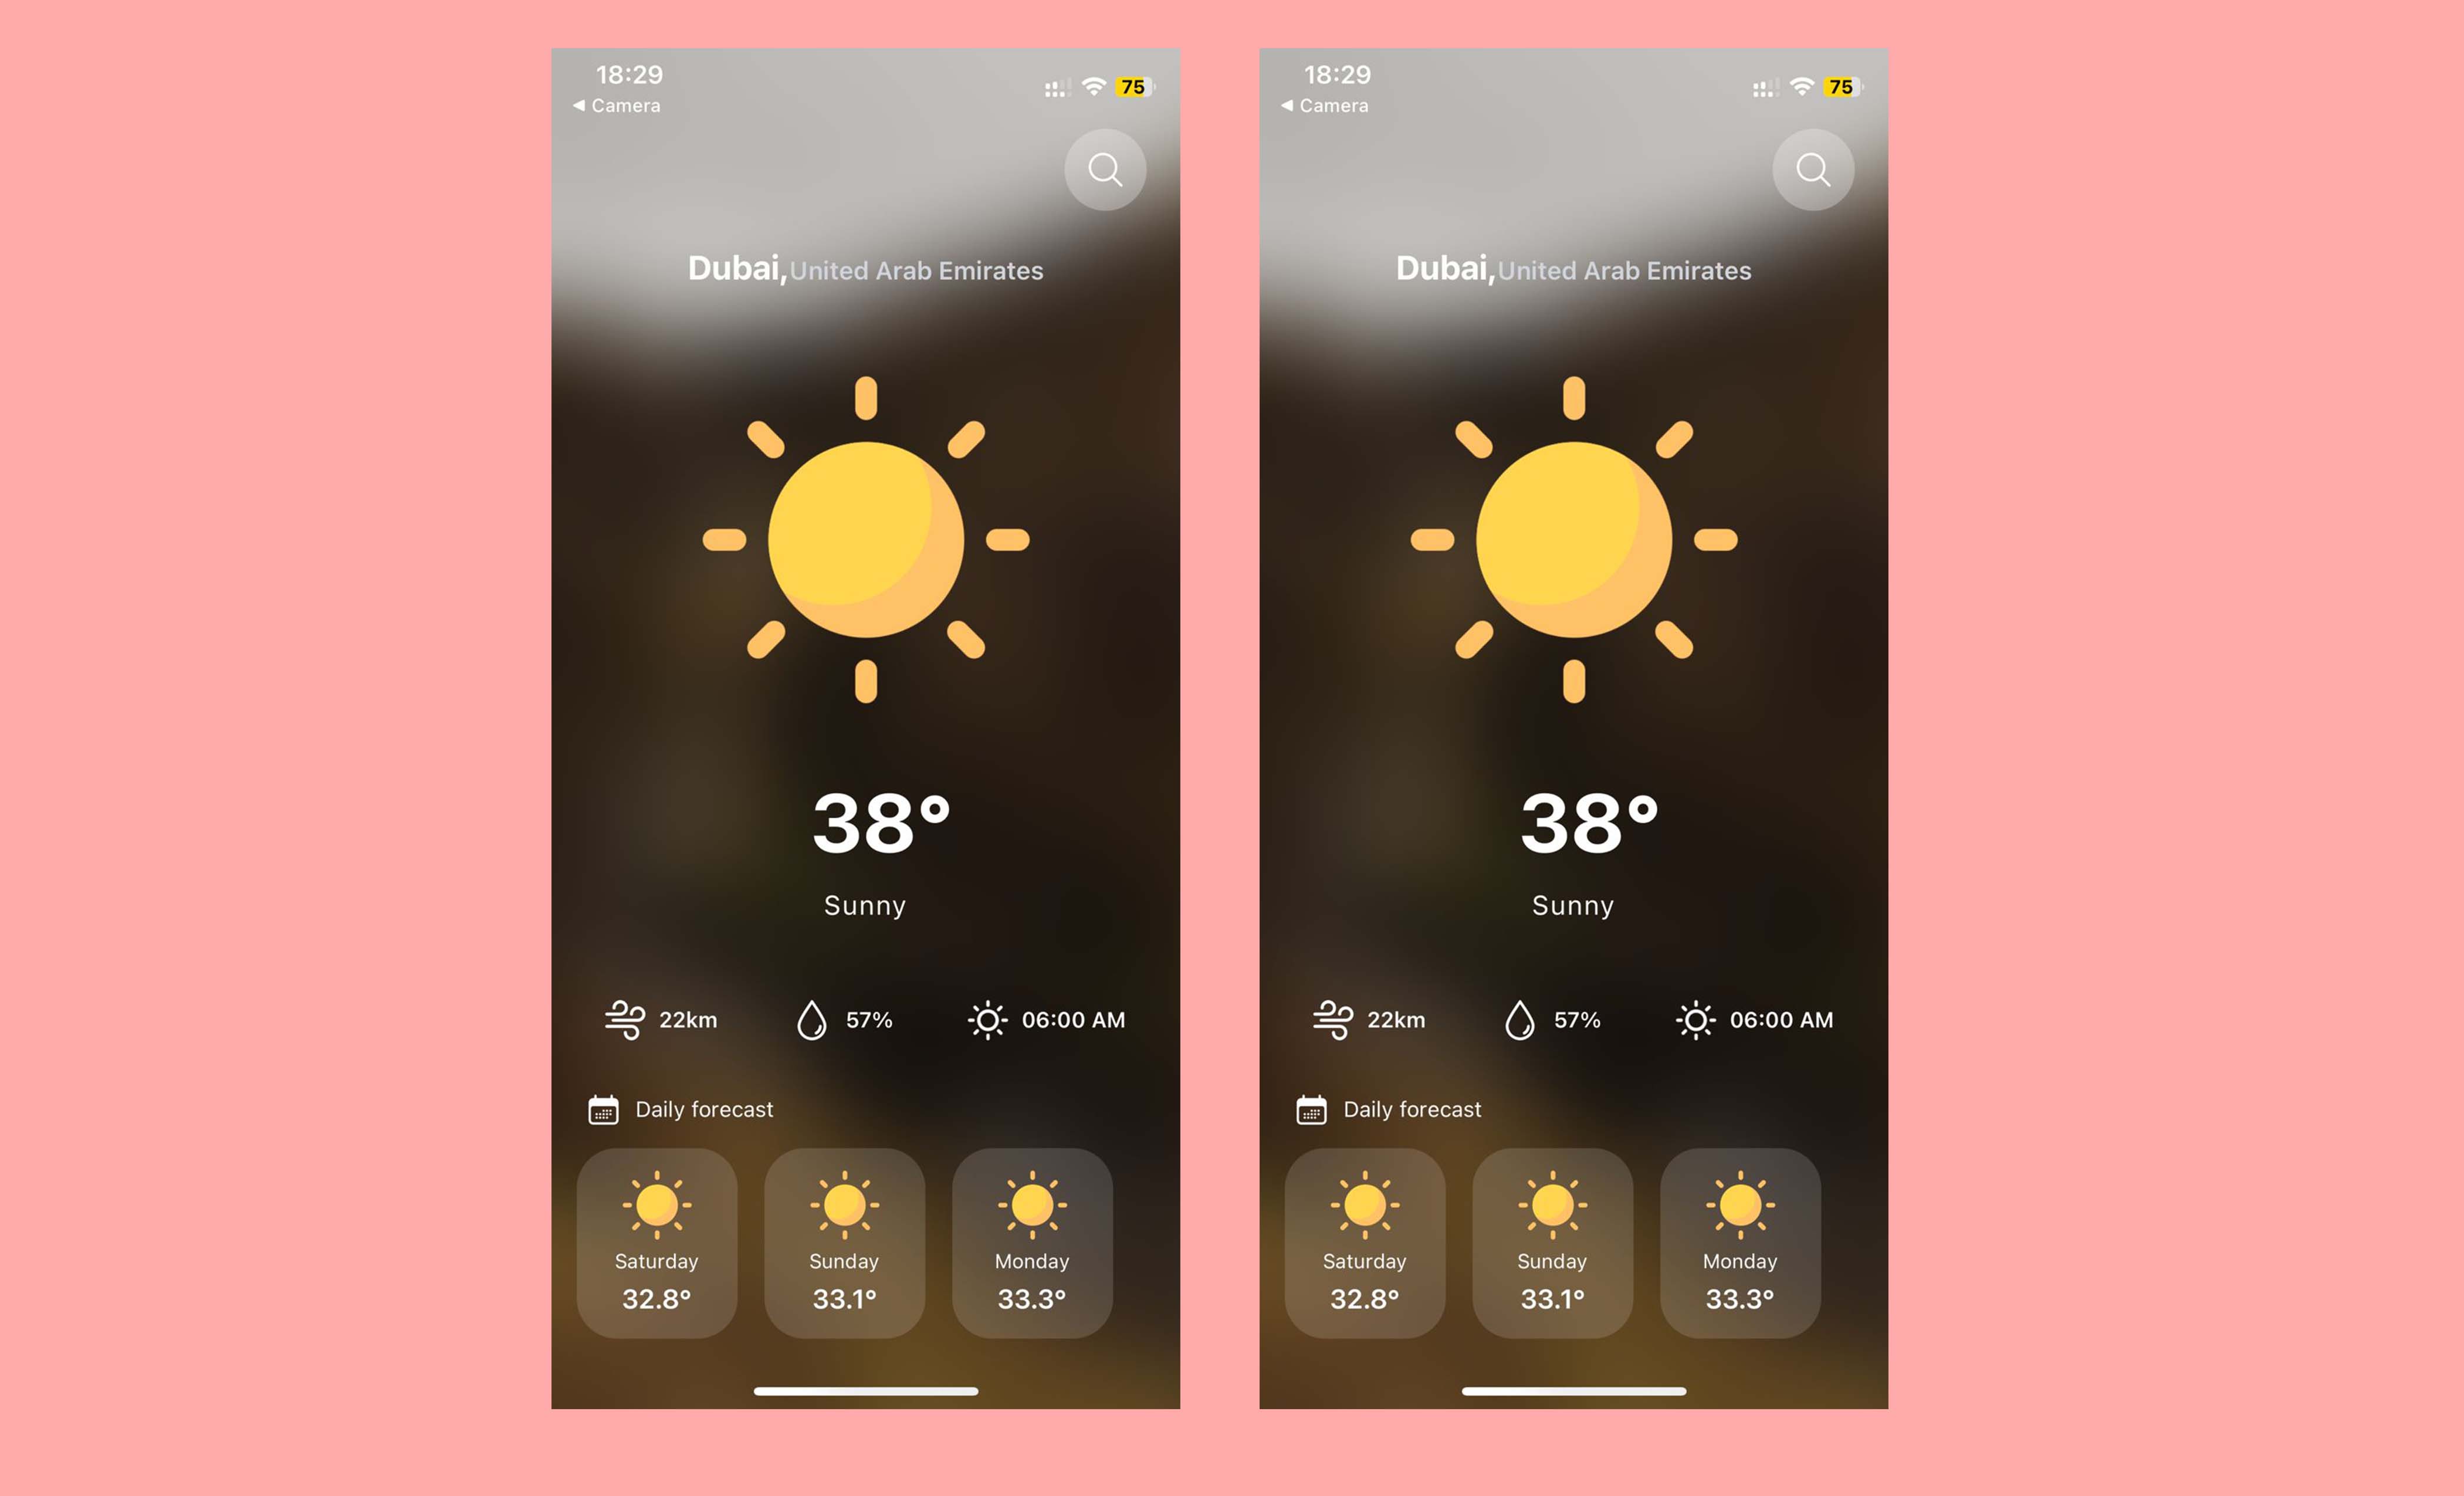 18:29
75
Camera
Dubai,United Arab Emirates
38°
Sunny
22km 57% 06:00 AM
Daily forecast
Saturday Sunday Monday
32.8° 33.1° 33.3°
18:29
75
Camera
Dubai,United Arab Emirates
38°
Sunny
22km 57% 06:00 AM
Daily forecast
Saturday Sunday Monday
32.8° 33.1° 33.3°